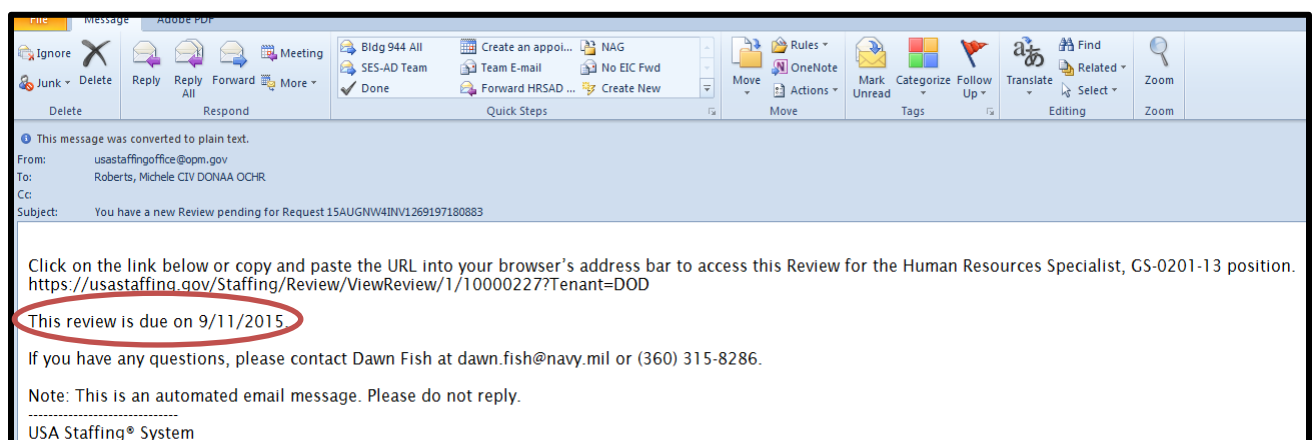 File Message Adobe PDF
Ignore
Junk
Delete
Reply
Reply All
Forward
Meeting
More
Bldg 944 All
SES-AD Team
Done
Create an appoi...
Team E-mail
Forward HRSAD ...
NAG
No EIC Fwd
Create New
Move
Rules
OneNote
Actions
Mark Unread
Categorize
Follow Up
Translate
Find
Related
Select
Zoom
Delete Respond Quick Steps Move Tags Editing Zoom
This message was converted to plain text.
From: usastaffingoffice@opm.gov
To: Roberts, Michele CIV DONAA OCHR
Cc:
Subject: You have a new Review pending for Request 15AUGNW4INV1269197180883
Click on the link below or copy and paste the URL into your browser's address bar to access this Review for the Human Resources Specialist, GS-0201-13 position.
https://usastaffing.gov/Staffing/Review/ViewReview/1/10000227?Tenant=DOD
This review is due on 9/11/2015.
If you have any questions, please contact Dawn Fish at dawn.fish@navy.mil or (360) 315-8286.
Note: This is an automated email message. Please do not reply.
------------------------------
USA Staffing® System